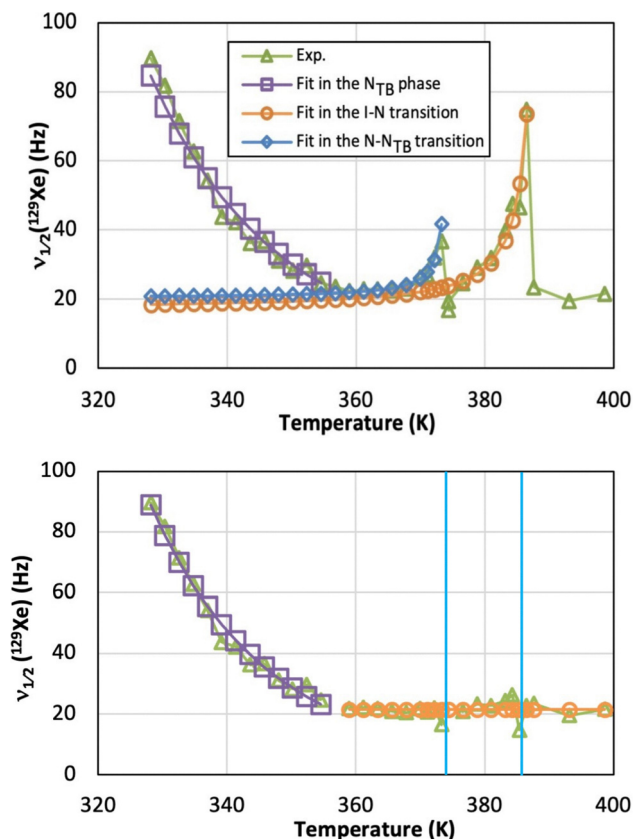 100
80
60
40
20
0
ν1/2(129Xe) (Hz)
Exp.
Fit in the NTB phase
Fit in the I-N transition
Fit in the N-NTB transition
320 340 360 380 400
Temperature (K)
100
80
60
40
20
0
ν1/2 (129Xe) (Hz)
320 340 360 380 400
Temperature (K)